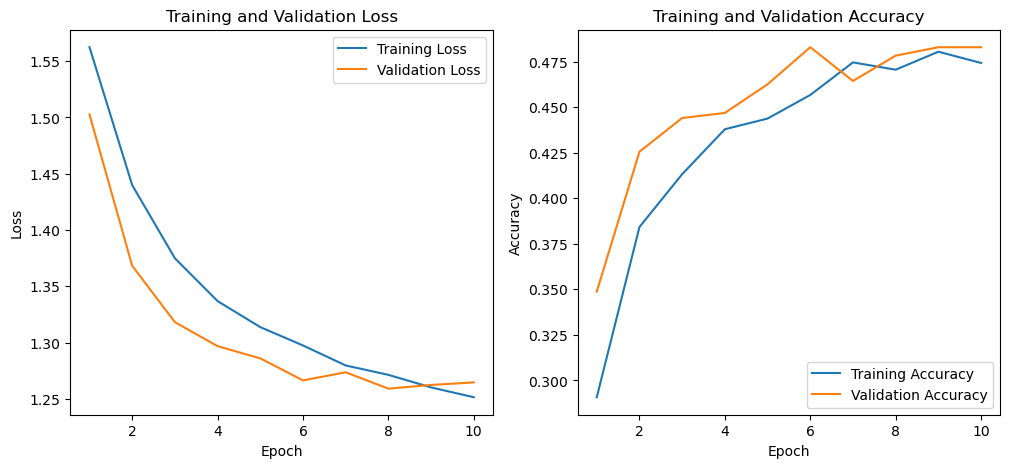 Training and Validation Loss
Training Loss
Validation Loss
1.55
1.50
1.45
1.40
1.35
1.30
1.25
Loss
2
4
6
8
10
Epoch
Training and Validation Accuracy
0.475
0.450
0.425
0.400
0.375
0.350
0.325
0.300
Accuracy
Training Accuracy
Validation Accuracy
2
4
6
8
10
Epoch